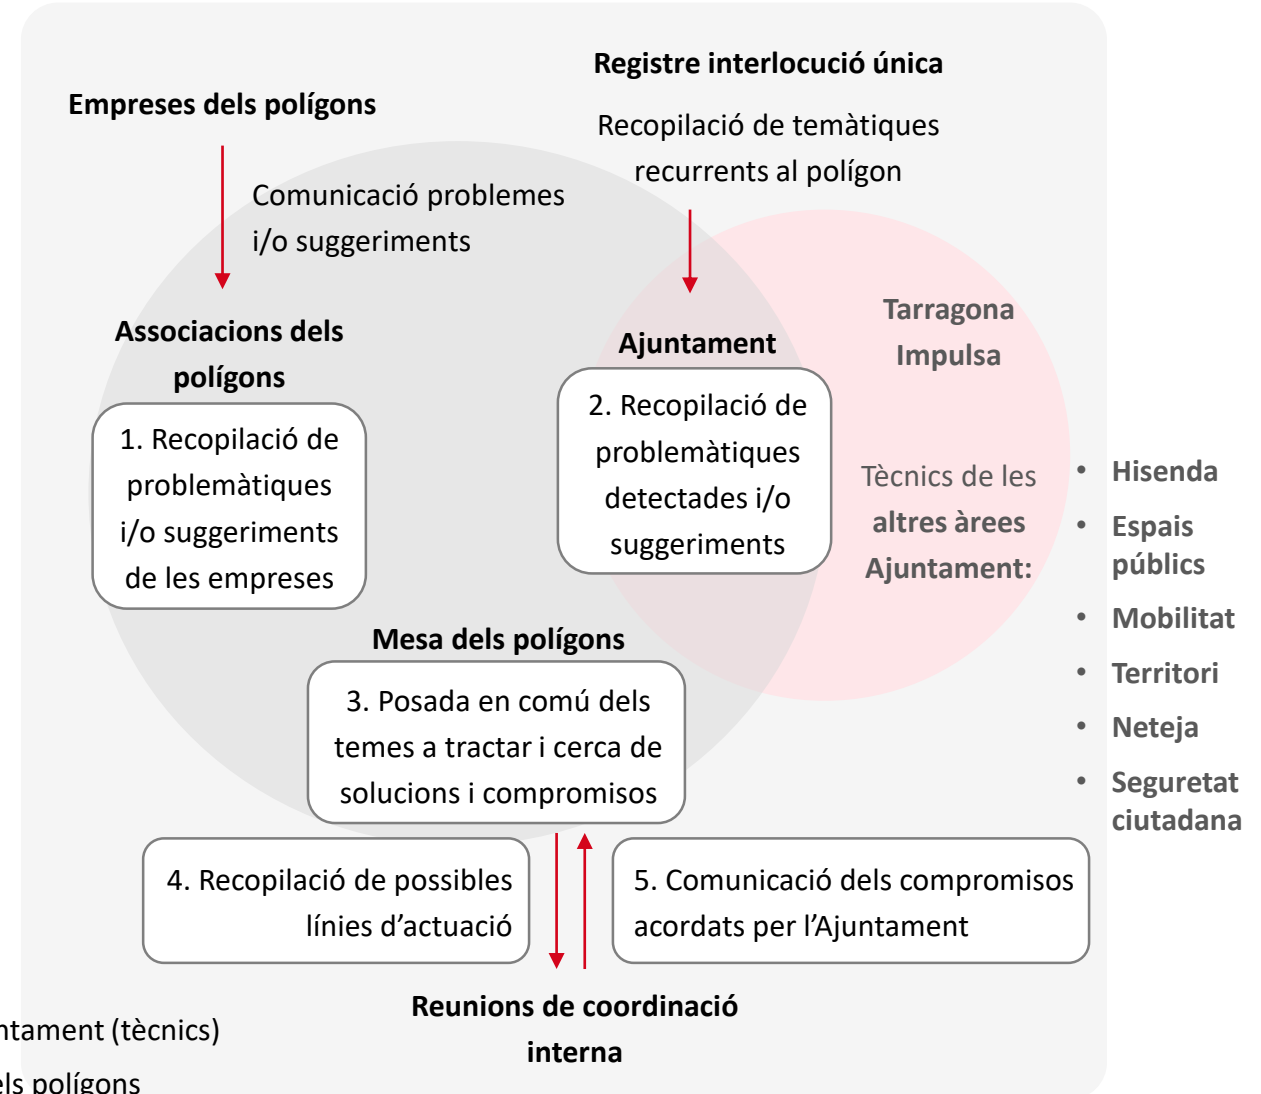 Empreses dels polígons
Comunicació problemes
i/o suggeriments
Registre interlocució única
Recopilació de temàtiques
recurrents al polígon
Associacions dels
polígons
1. Recopilació de
problemàtiques
i/o suggeriments
de les empreses
Ajuntament
2. Recopilació de
problemàtiques
detectades i/o
suggeriments
Tarragona
Impulsa
Tècnics de les
altres àrees
Ajuntament:
• Hisenda
• Espais
públics
• Mobilitat
• Territori
• Neteja
• Seguretat
ciutadana
Mesa dels polígons
3. Posada en comú dels
temes a tractar i cerca de
solucions i compromisos
4. Recopilació de possibles
línies d’actuació
5. Comunicació dels compromisos
acordats per l’Ajuntament
Reunions de coordinació
interna
(tècnics)
polígons